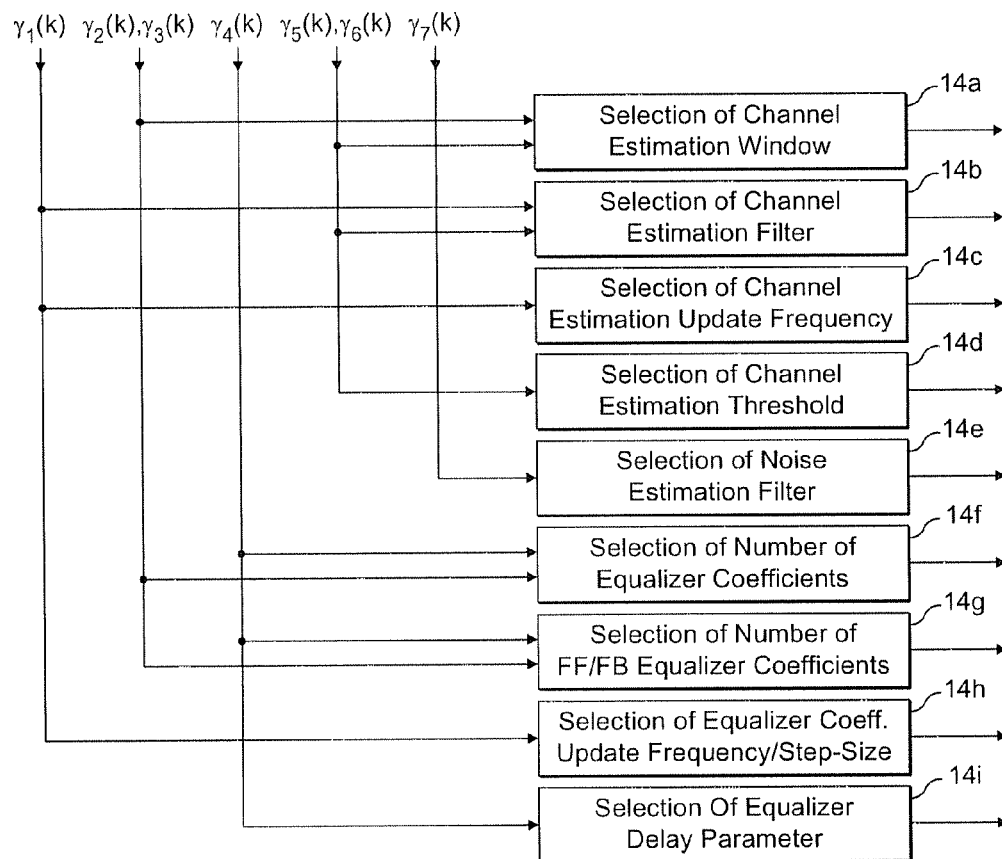 γ1(k) γ2(k),γ3(k) γ4(k) γ5(k),γ6(k) γ7(k)
14a
Selection of Channel
Estimation Window
14b
Selection of Channel
Estimation Filter
14c
Selection of Channel
Estimation Update Frequency
14d
Selection of Channel
Estimation Threshold
14e
Selection of Noise
Estimation Filter
14f
Selection of Number of
Equalizer Coefficients
14g
Selection of Number of
FF/FB Equalizer Coefficients
14h
Selection of Equalizer Coeff.
Update Frequency/Step-Size
14i
Selection Of Equalizer
Delay Parameter